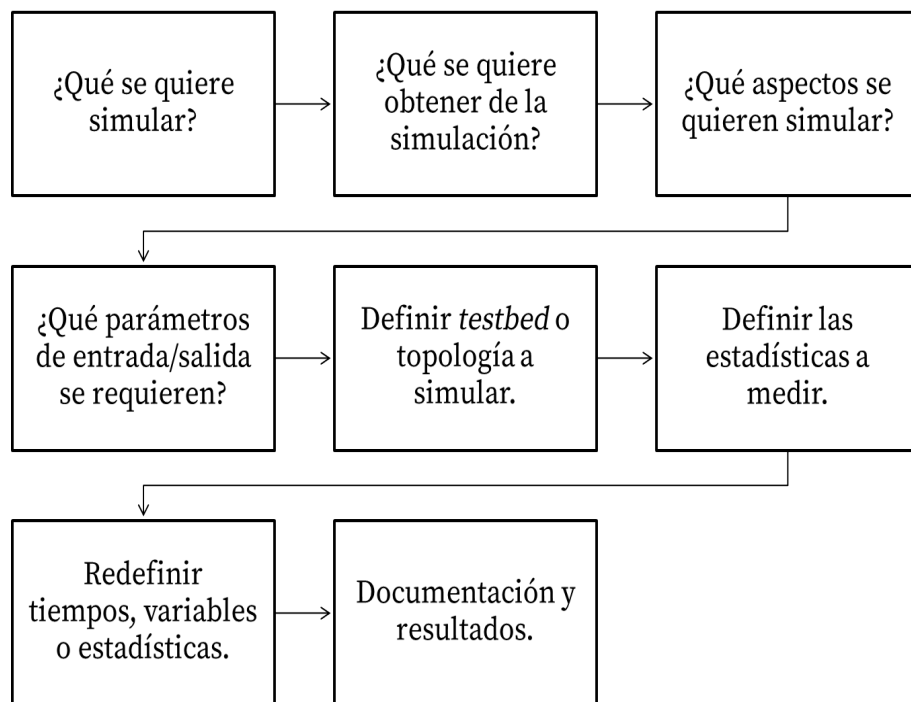 ¿Qué se quiere
simular?
¿Qué se quiere
obtener de la
simulación?
¿Qué aspectos se
quieren simular?
¿Qué parámetros
de entrada/salida
se requieren?
Definir testbed o
topología a
simular.
Definir las
estadísticas a
medir.
Redefinir
tiempos, variables
o estadísticas.
Documentación y
resultados.